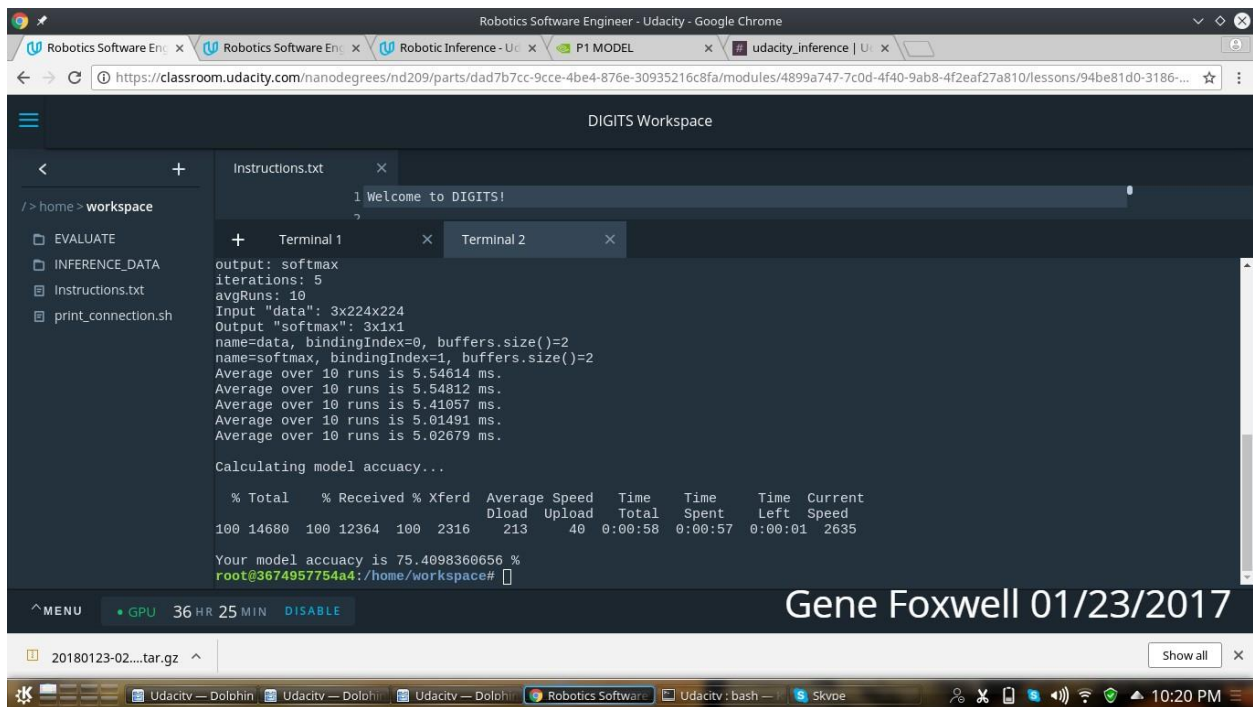 Robotics Software Engineer - Udacity - Google Chrome
Robotics Software Eng
Robotics Software Eng
Robotic Inference - Ud
P1 MODEL
udacity_inference | U
https://classroom.udacity.com/nanodegrees/nd209/parts/dad7b7cc-9cce-4be4-876e-30935216c8fa/modules/4899a747-7c0d-4f40-9ab8-4f2eaf27a810/lessons/94be81d0-3186-...
DIGITS Workspace
< + Instructions.txt ×
1 Welcome to DIGITS!
2
/ > home > workspace
EVALUATE
INFERENCE_DATA
Instructions.txt
print_connection.sh
+ Terminal 1 × Terminal 2 ×
output: softmax
iterations: 5
avgRuns: 10
Input "data": 3x224x224
Output "softmax": 3x1x1
name=data, bindingIndex=0, buffers.size()=2
name=softmax, bindingIndex=1, buffers.size()=2
Average over 10 runs is 5.54614 ms.
Average over 10 runs is 5.54812 ms.
Average over 10 runs is 5.41057 ms.
Average over 10 runs is 5.01491 ms.
Average over 10 runs is 5.02679 ms.
Calculating model accuacy...
% Total % Received % Xferd Average Speed Time Time Time Current
Dload Upload Total Spent Left Speed
100 14680 100 12364 100 2316 213 40 0:00:58 0:00:57 0:00:01 2635
Your model accuacy is 75.4098360656 %
root@3674957754a4:/home/workspace#
^MENU • GPU 36 HR 25 MIN DISABLE
Gene Foxwell 01/23/2017
20180123-02....tar.gz
Show all
Udacity — Dolphin
Udacity — Dolphin
Udacity — Dolphin
Robotics Software
Udacity : bash —
Skype
10:20 PM